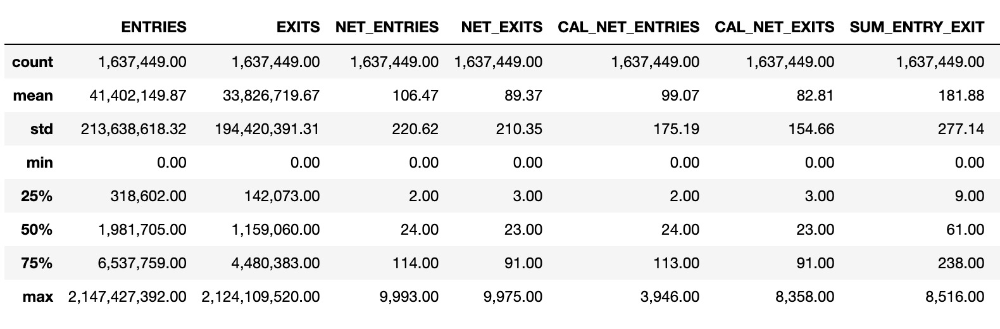 ENTRIES EXITS NET_ENTRIES NET_EXITS CAL_NET_ENTRIES CAL_NET_EXITS SUM_ENTRY_EXIT
count 1,637,449.00 1,637,449.00 1,637,449.00 1,637,449.00 1,637,449.00 1,637,449.00 1,637,449.00
mean 41,402,149.87 33,826,719.67 106.47 89.37 99.07 82.81 181.88
std 213,638,618.32 194,420,391.31 220.62 210.35 175.19 154.66 277.14
min 0.00 0.00 0.00 0.00 0.00 0.00 0.00
25% 318,602.00 142,073.00 2.00 3.00 2.00 3.00 9.00
50% 1,981,705.00 1,159,060.00 24.00 23.00 24.00 23.00 61.00
75% 6,537,759.00 4,480,383.00 114.00 91.00 113.00 91.00 238.00
max 2,147,427,392.00 2,124,109,520.00 9,993.00 9,975.00 3,946.00 8,358.00 8,516.00